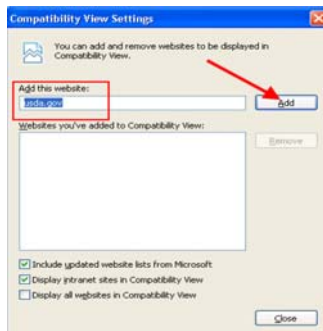 Compatibility View Settings
You can add and remove websites to be displayed in
Compatibility View.
Add this website:
usda.gov
Add
Websites you've added to Compatibility View:
Remove
Include updated website lists from Microsoft
Display intranet sites in Compatibility View
Display all websites in Compatibility View
Close